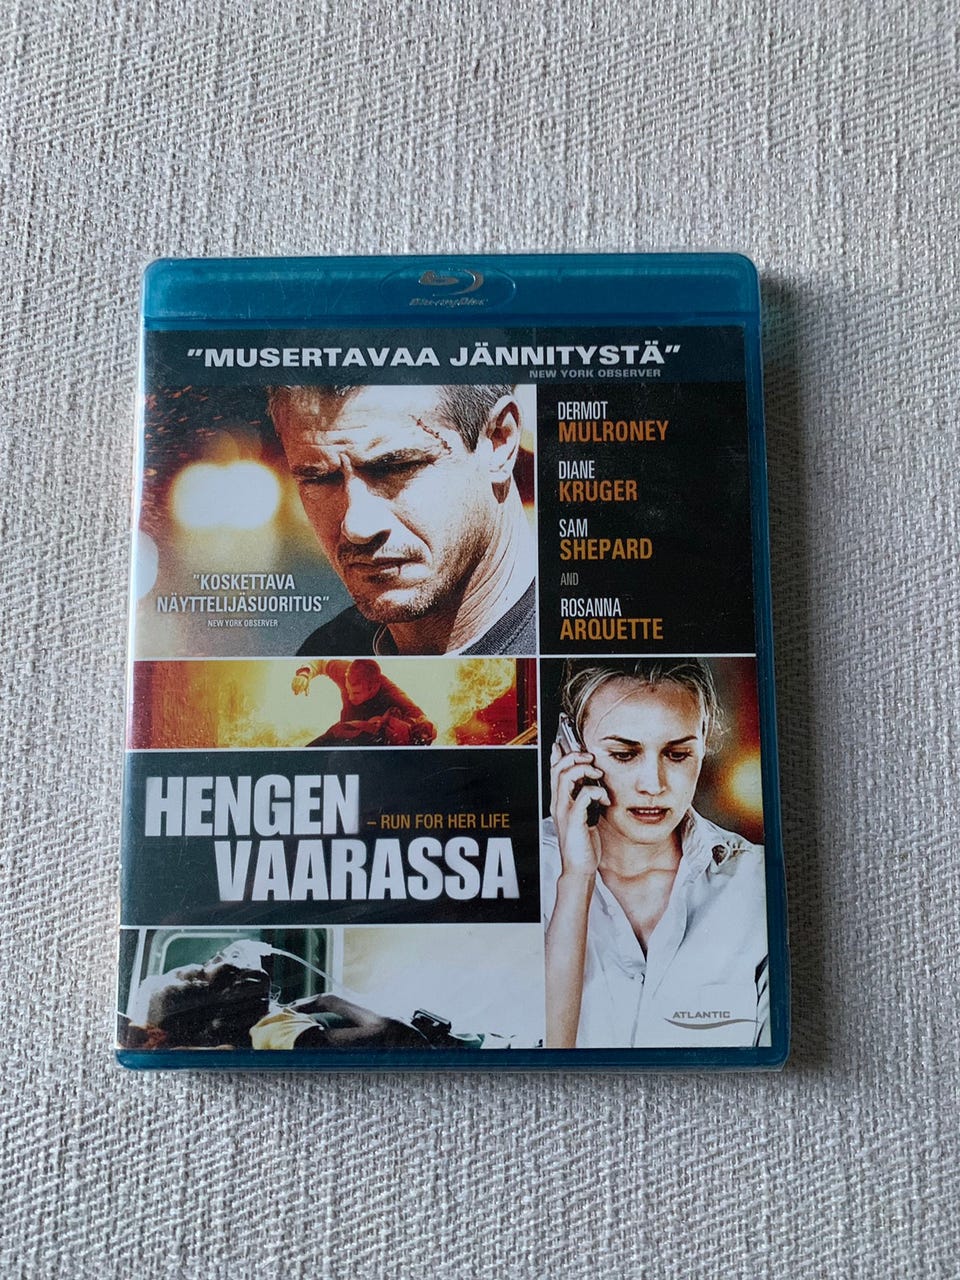 Blu-ray Disc
"MUSERTAVAA JÄNNITYSTÄ"
NEW YORK OBSERVER
DERMOT
MULRONEY
DIANE
KRUGER
SAM
SHEPARD
AND
ROSANNA
ARQUETTE
"KOSKETTAVA
NÄYTTELIJÄSUORITUS"
NEW YORK OBSERVER
HENGEN
– RUN FOR HER LIFE
VAARASSA
ATLANTIC